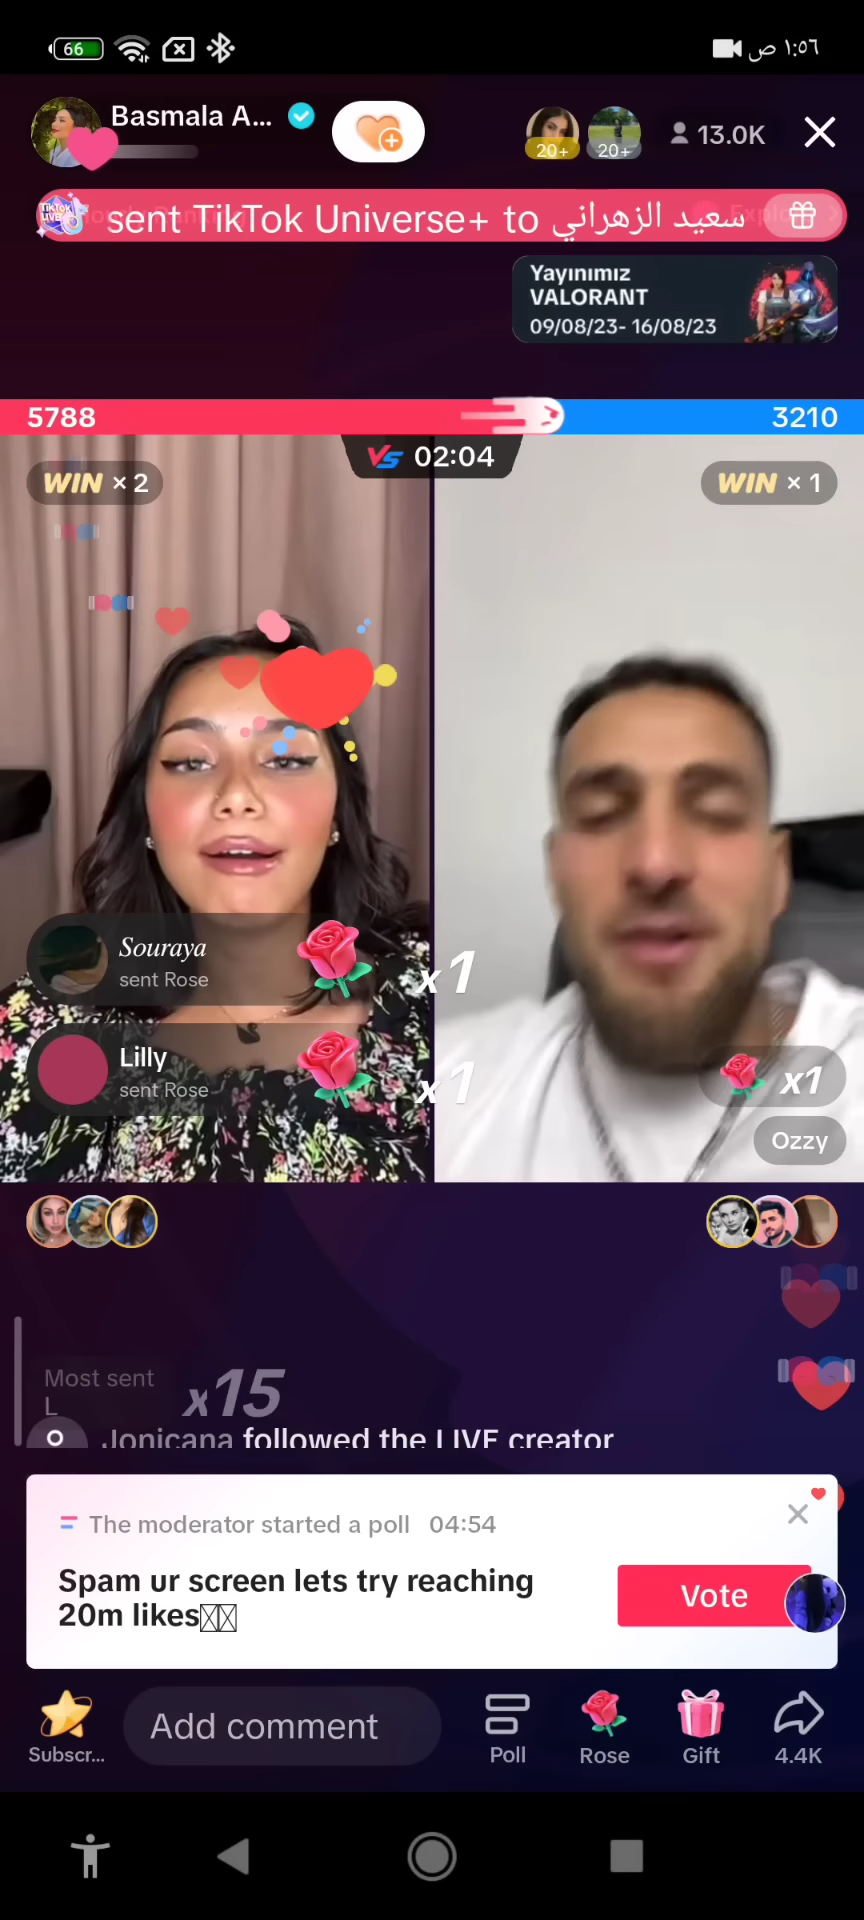 66
١:٥٦ ص
Basmala A...
20+
20+
13.0K
sent TikTok Universe+ to سعيد الزهراني
Yayınımız
VALORANT
09/08/23- 16/08/23
5788
3210
VS 02:04
WIN × 2
WIN × 1
Souraya
sent Rose
x1
Lilly
sent Rose
x1
x1
Ozzy
Most sent
L
x15
Jonicana followed the LIVE creator
The moderator started a poll 04:54
Spam ur screen lets try reaching
20m likes
Vote
Subscr...
Add comment
Poll
Rose
Gift
4.4K